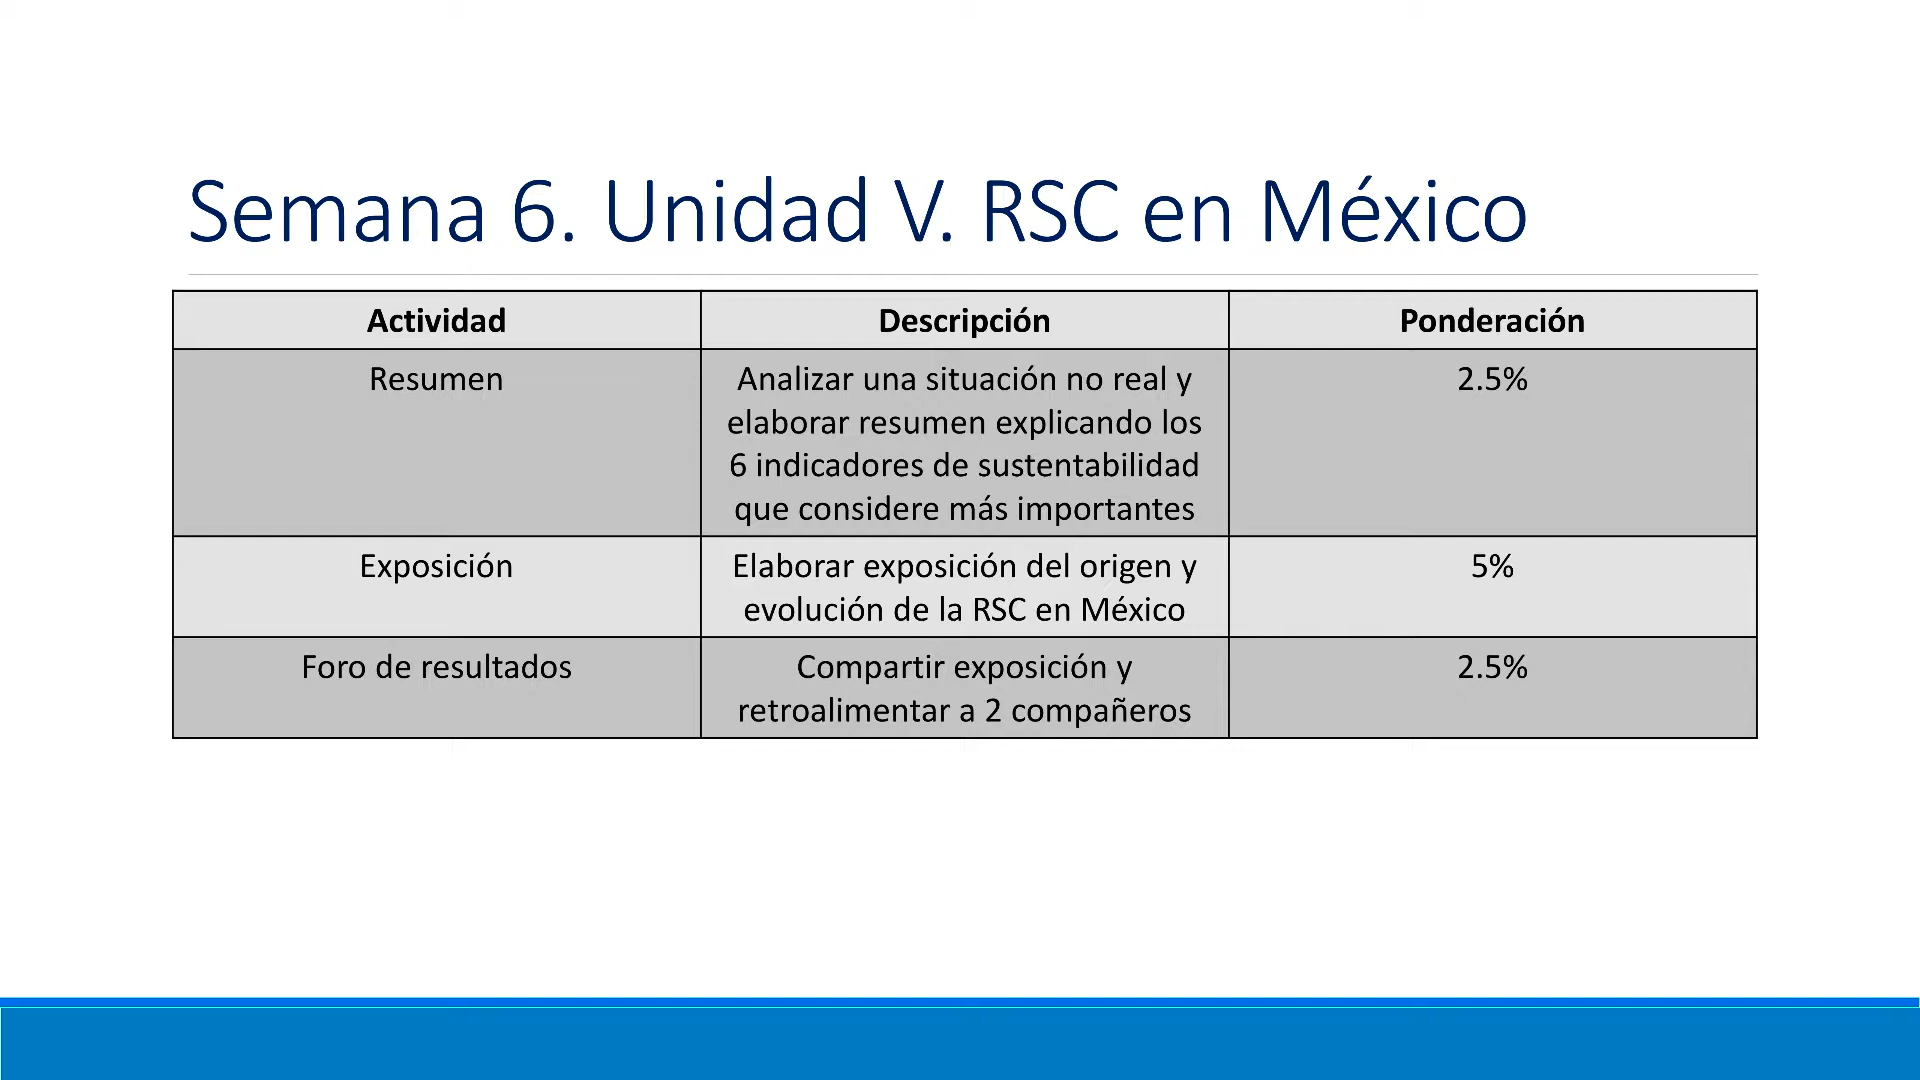 Semana 6. Unidad V. RSC en México
Actividad
Descripción
Ponderación
Resumen
Analizar una situación no real y
elaborar resumen explicando los
6 indicadores de sustentabilidad
que considere más importantes
2.5%
Exposición
Elaborar exposición del origen y
evolución de la RSC en México
5%
Foro de resultados
Compartir exposición y
retroalimentar a 2 compañeros
2.5%